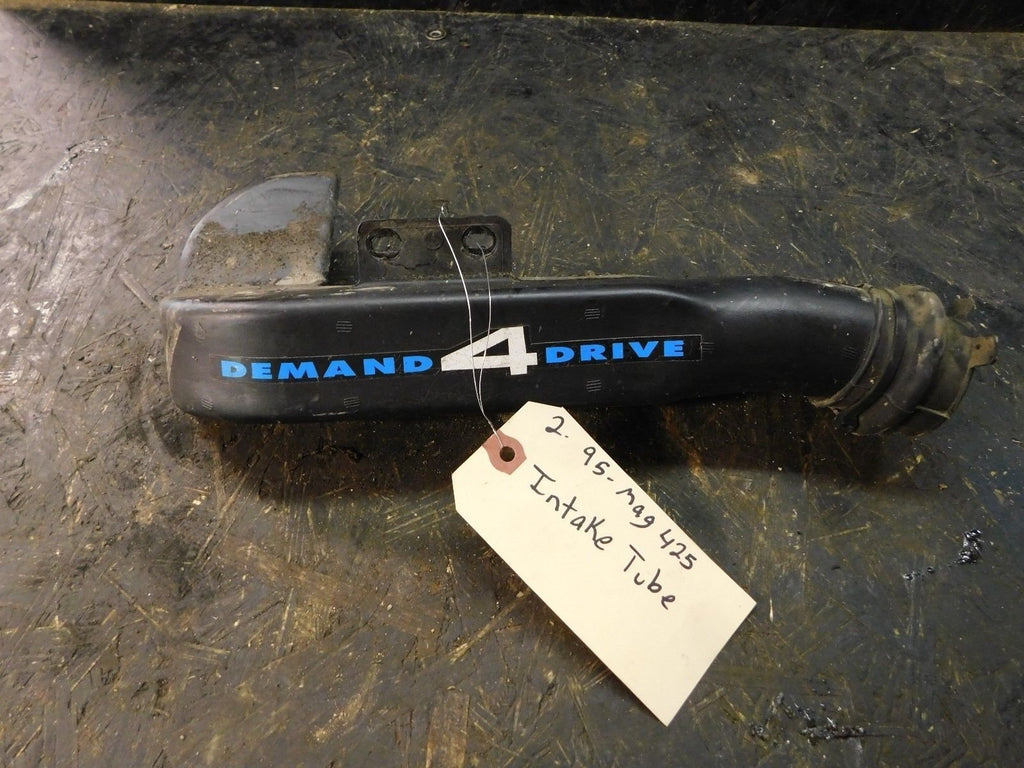 DEMAND 4 DRIVE
2. 95-mag 425
Intake Tube